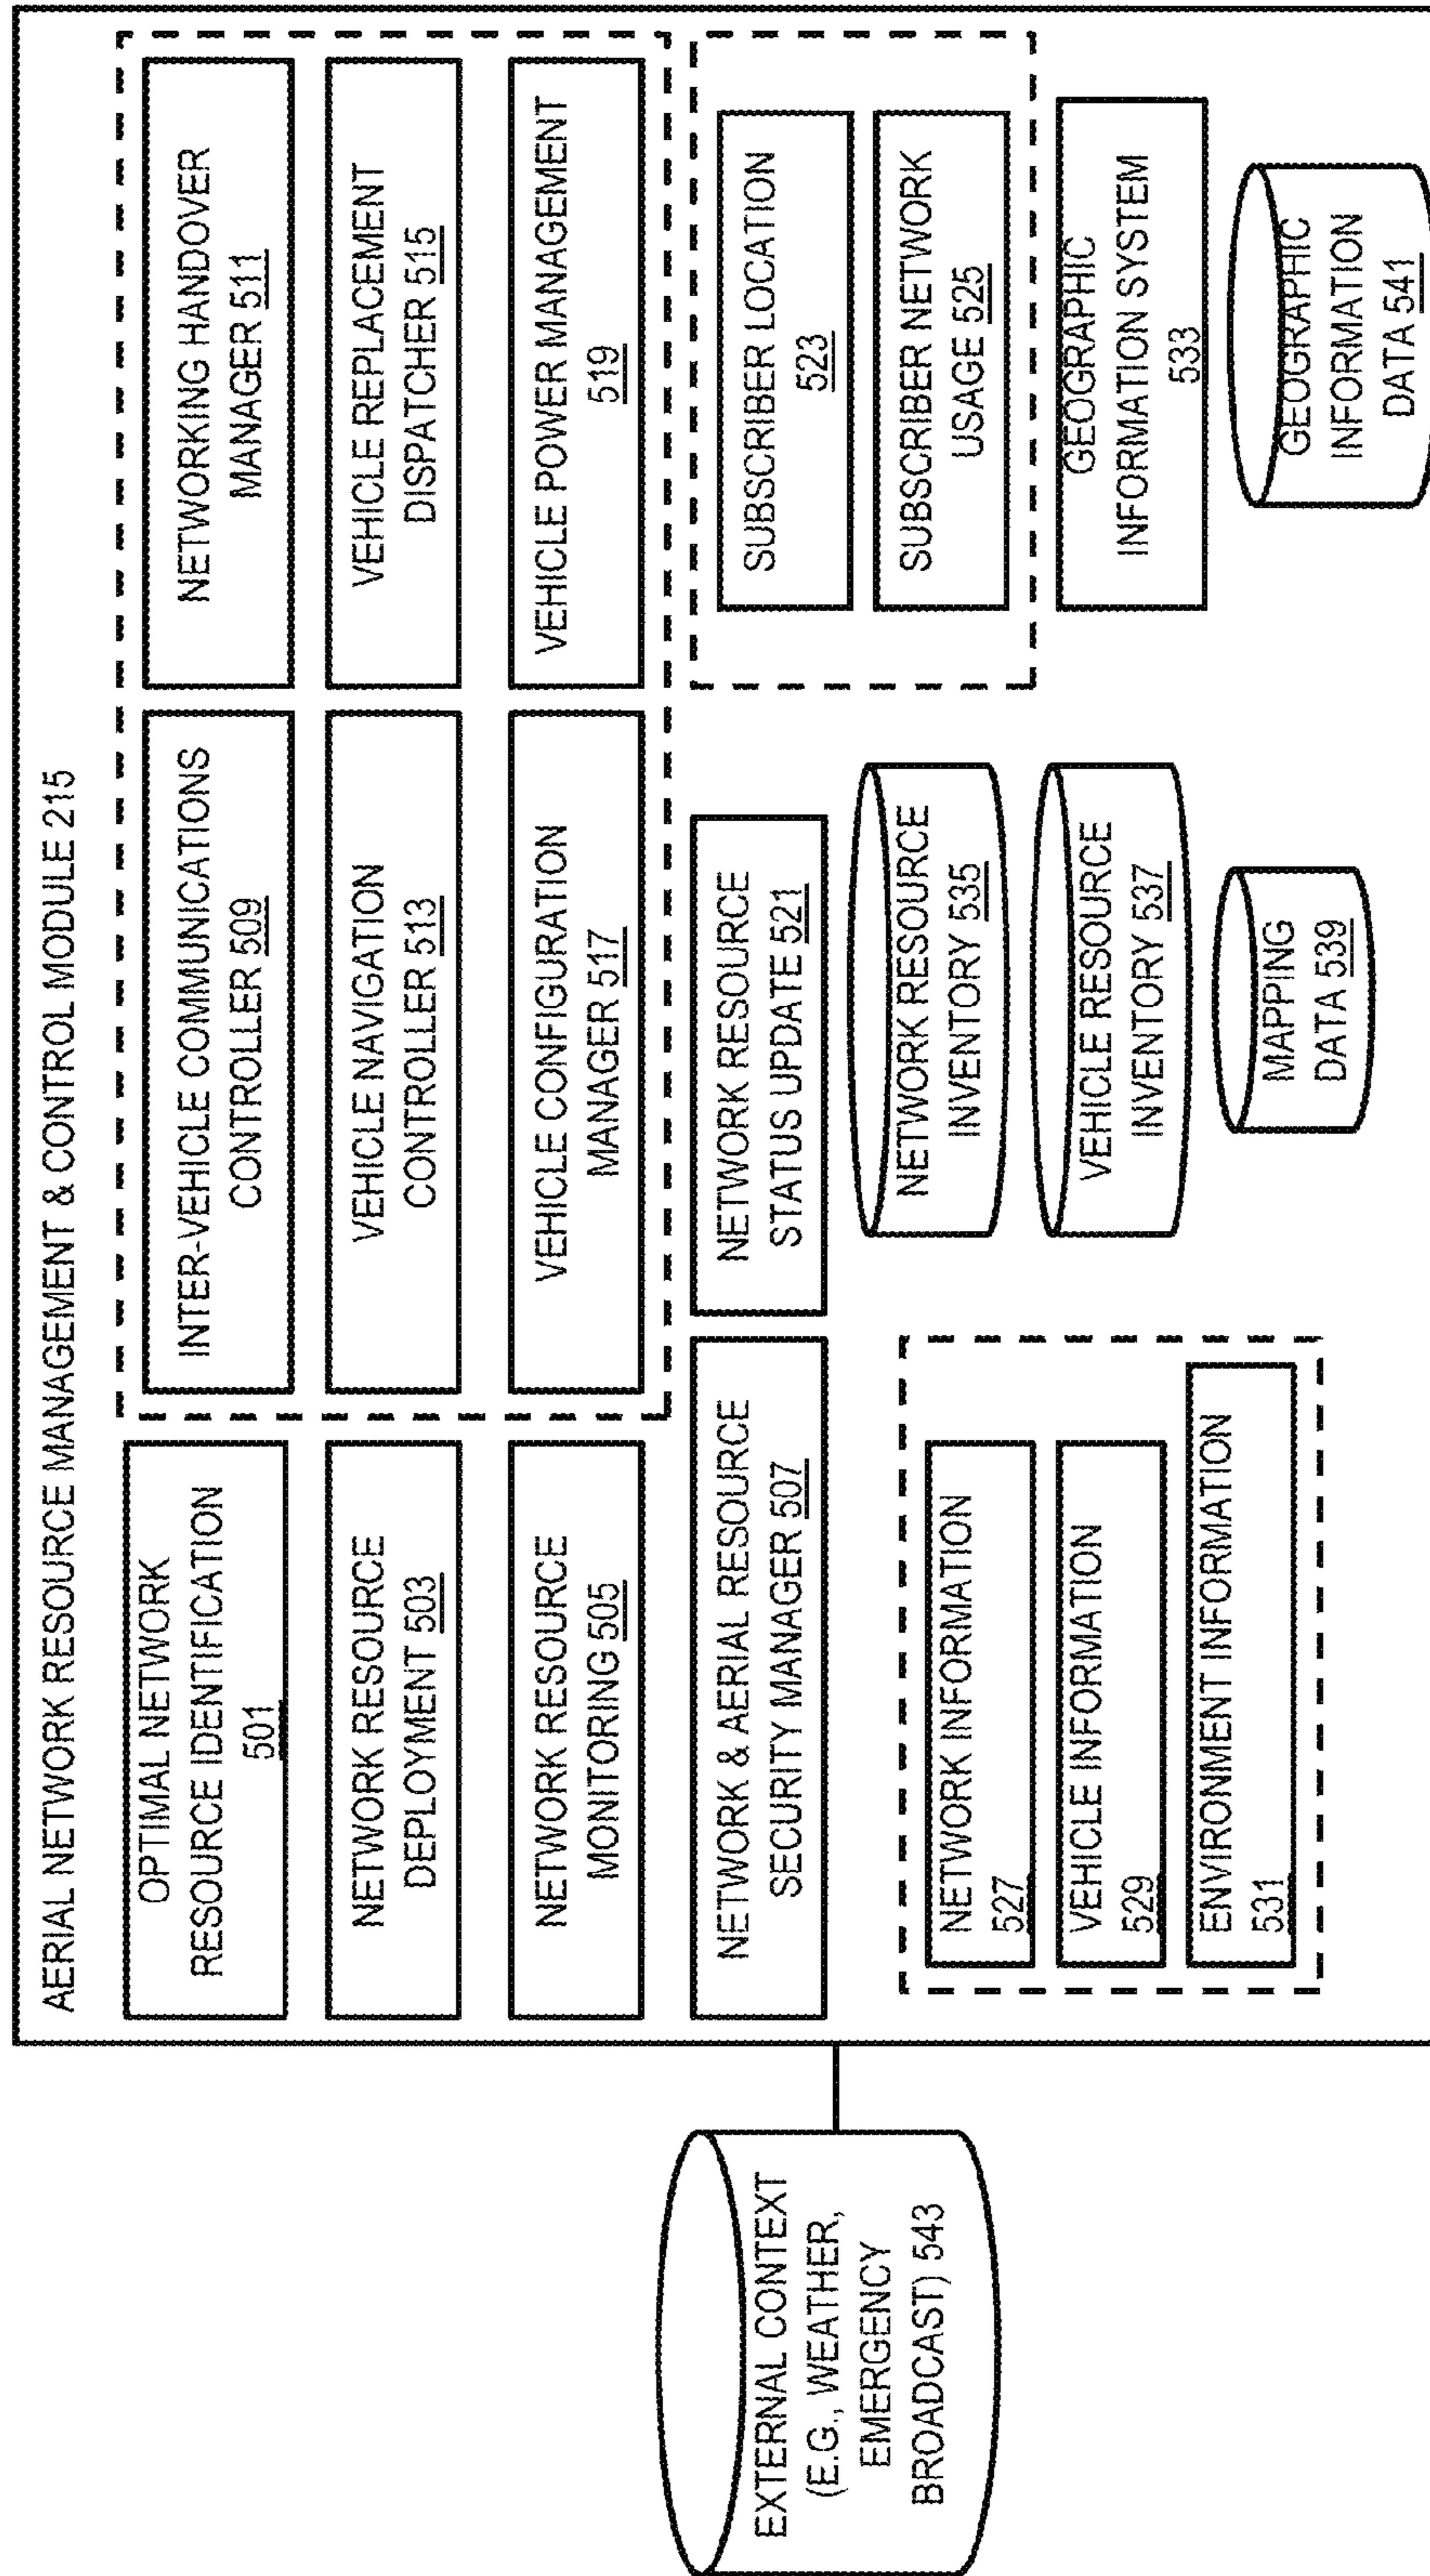 AERIAL NETWORK RESOURCE MANAGEMENT & CONTROL MODULE 215
OPTIMAL NETWORK
RESOURCE IDENTIFICATION
501
INTER-VEHICLE COMMUNICATIONS
CONTROLLER 509
NETWORKING HANDOVER
MANAGER 511
NETWORK RESOURCE
DEPLOYMENT 503
VEHICLE NAVIGATION
CONTROLLER 513
VEHICLE REPLACEMENT
DISPATCHER 515
NETWORK RESOURCE
MONITORING 505
VEHICLE CONFIGURATION
MANAGER 517
VEHICLE POWER MANAGEMENT
519
NETWORK & AERIAL RESOURCE
SECURITY MANAGER 507
NETWORK RESOURCE
STATUS UPDATE 521
SUBSCRIBER LOCATION
523
SUBSCRIBER NETWORK
USAGE 525
NETWORK INFORMATION
527
VEHICLE INFORMATION
529
ENVIRONMENT INFORMATION
531
NETWORK RESOURCE
INVENTORY 535
VEHICLE RESOURCE
INVENTORY 537
MAPPING
DATA 539
GEOGRAPHIC
INFORMATION SYSTEM
533
GEOGRAPHIC
INFORMATION
DATA 541
EXTERNAL CONTEXT
(E.G., WEATHER,
EMERGENCY
BROADCAST) 543